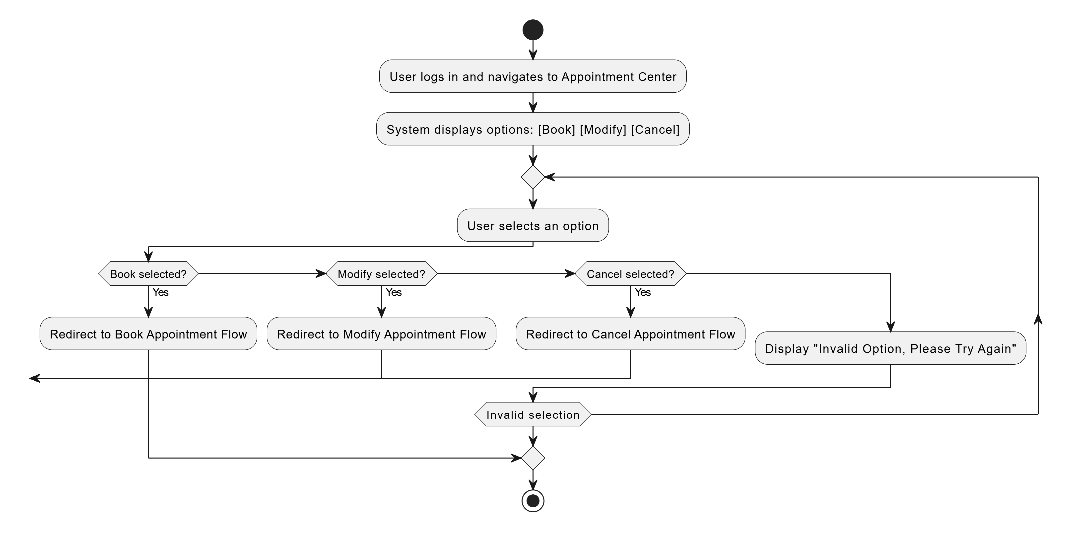 User logs in and navigates to Appointment Center
System displays options: [Book] [Modify] [Cancel]
User selects an option
Book selected?
Modify selected?
Cancel selected?
Yes
Yes
Yes
Redirect to Book Appointment Flow
Redirect to Modify Appointment Flow
Redirect to Cancel Appointment Flow
Display "Invalid Option, Please Try Again"
Invalid selection